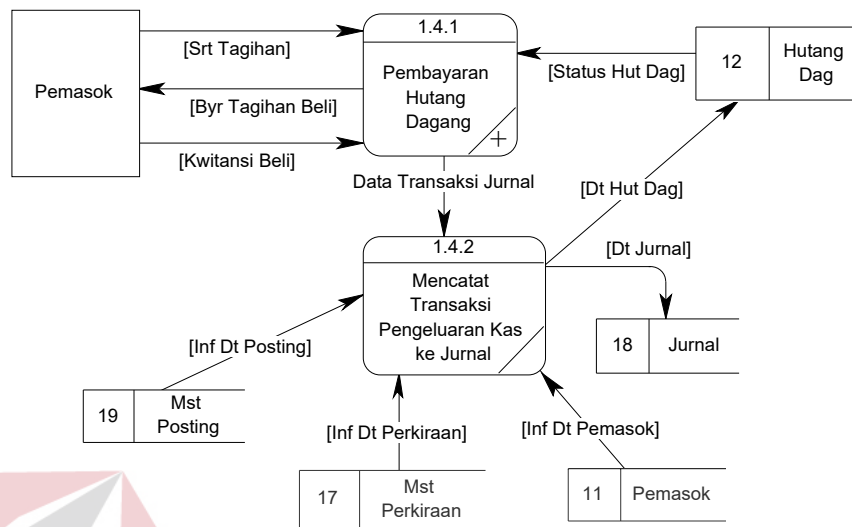 1.4.1
[Srt Tagihan]
Hutang
Dag
12
[Status Hut Dag]
Pembayaran
Hutang
Dagang
Pemasok
[Byr Tagihan Beli]
+
[Kwitansi Beli]
Data Transaksi Jurnal
[Dt Hut Dag]
1.4.2
[Dt Jurnal]
Mencatat
Transaksi
Pengeluaran Kas
ke Jurnal
[Inf Dt Posting]
18
Jurnal
19
Mst
Posting
[Inf Dt Perkiraan]
[Inf Dt Pemasok]
17
Mst
Perkiraan
11
Pemasok